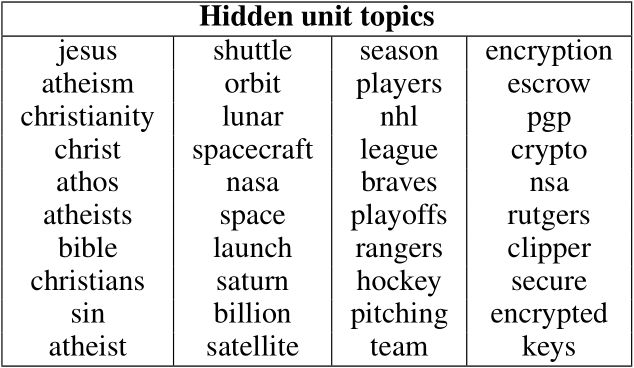 Hidden unit topics
jesus shuttle season encryption
atheism orbit players escrow
christianity lunar nhl pgp
christ spacecraft league crypto
athos nasa braves nsa
atheists space playoffs rutgers
bible launch rangers clipper
christians saturn hockey secure
sin billion pitching encrypted
atheist satellite team keys